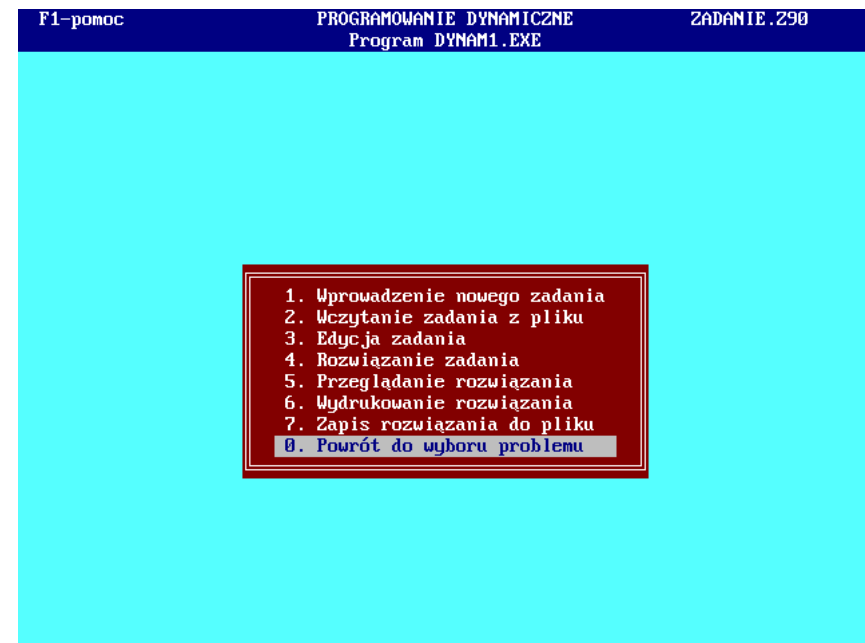 F1-pomoc PROGRAMOWANIE DYNAMICZNE ZADANIE.Z90
Program DYNAM1.EXE
1. Wprowadzenie nowego zadania
2. Wczytanie zadania z pliku
3. Edycja zadania
4. Rozwiązanie zadania
5. Przeglądanie rozwiązania
6. Wydrukowanie rozwiązania
7. Zapis rozwiązania do pliku
0. Powrót do wyboru problemu